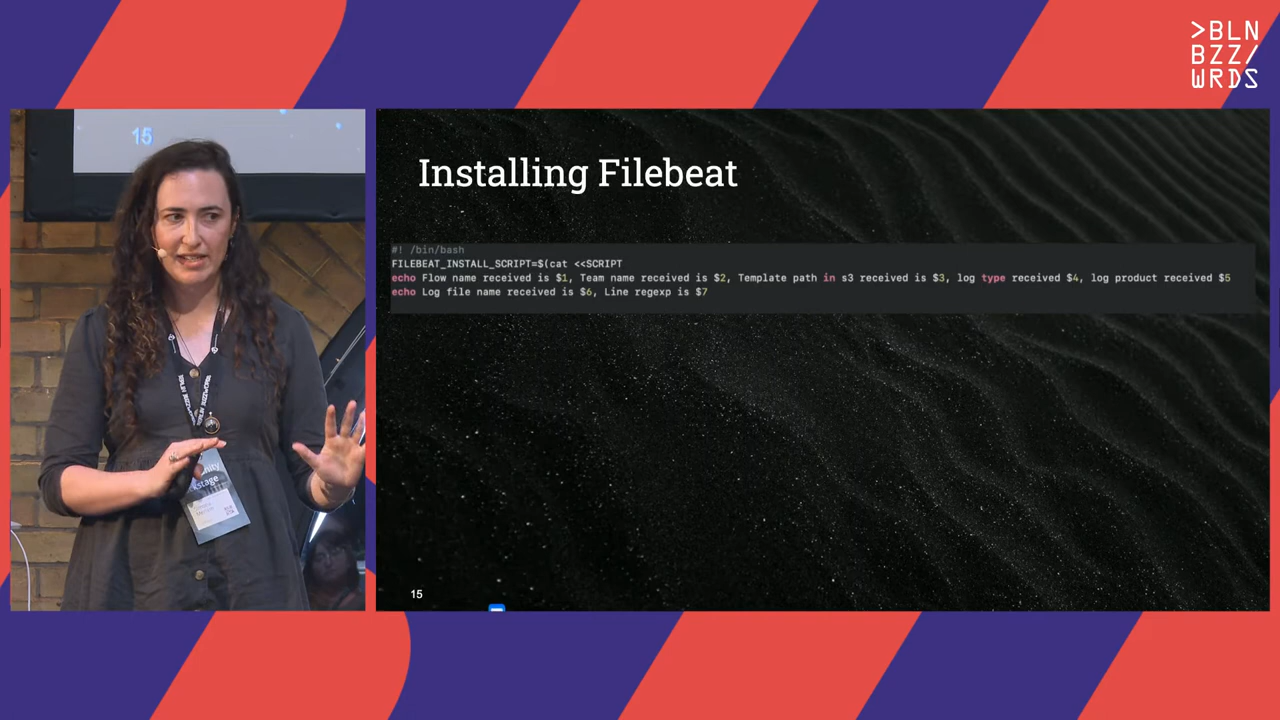 >BLN
BZZ/
WRDS
15
Installing Filebeat
#! /bin/bash
FILEBEAT_INSTALL_SCRIPT=$(cat <<SCRIPT
echo Flow name received is $1, Team name received is $2, Template path in s3 received is $3, log type received $4, log product received $5
echo Log file name received is $6, Line regexp is $7
15